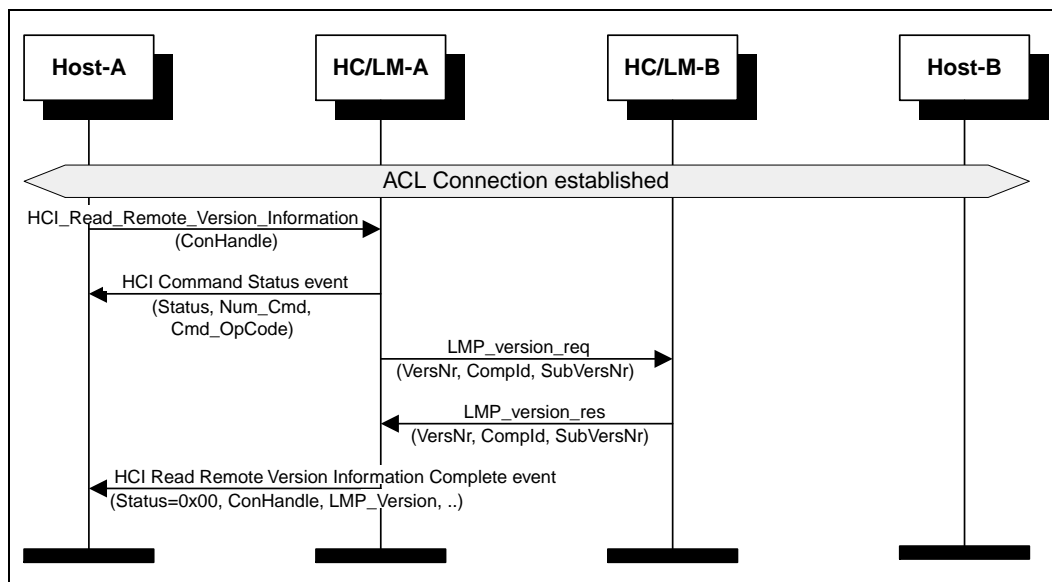 Host-A
HC/LM-A
HC/LM-B
Host-B
ACL Connection established
HCI_Read_Remote_Version_Information
(ConHandle)
HCI Command Status event
(Status, Num_Cmd,
Cmd_OpCode)
LMP_version_req
(VersNr, CompId, SubVersNr)
LMP_version_res
(VersNr, CompId, SubVersNr)
HCI Read Remote Version Information Complete event
(Status=0x00, ConHandle, LMP_Version, ..)